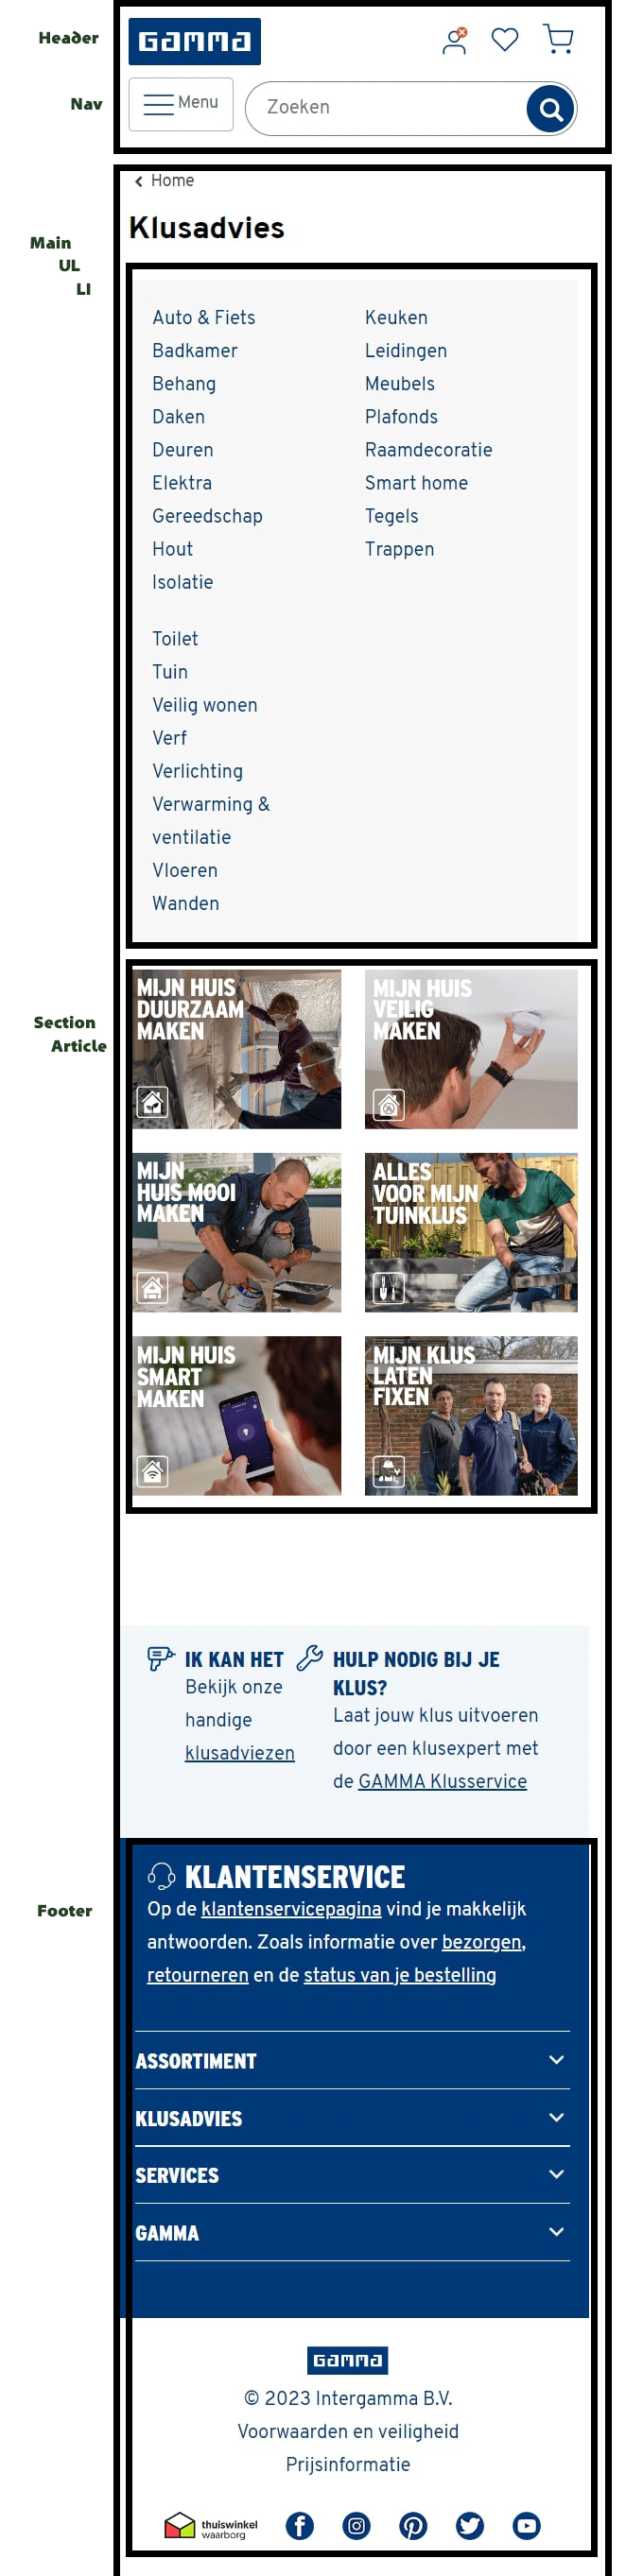 Header
GAMMA
Nav
Menu
Zoeken
Home
Klusadvies
Main
UL
LI
Auto & Fiets
Badkamer
Behang
Daken
Deuren
Elektra
Gereedschap
Hout
Isolatie
Keuken
Leidingen
Meubels
Plafonds
Raamdecoratie
Smart home
Tegels
Trappen
Toilet
Tuin
Veilig wonen
Verf
Verlichting
Verwarming &
ventilatie
Vloeren
Wanden
Section
Article
MIJN HUIS
DUURZAAM
MAKEN
MIJN HUIS
VEILIG
MAKEN
MIJN
HUIS MOOI
MAKEN
ALLES
VOOR MIJN
TUINKLUS
MIJN HUIS
SMART
MAKEN
MIJN KLUS
LATEN
FIXEN
IK KAN HET
Bekijk onze
handige
klusadviezen
HULP NODIG BIJ JE
KLUS?
Laat jouw klus uitvoeren
door een klusexpert met
de GAMMA Klusservice
Footer
KLANTENSERVICE
Op de klantenservicepagina vind je makkelijk
antwoorden. Zoals informatie over bezorgen,
retourneren en de status van je bestelling
ASSORTIMENT
KLUSADVIES
SERVICES
GAMMA
GAMMA
© 2023 Intergamma B.V.
Voorwaarden en veiligheid
Prijsinformatie
thuiswinkel
waarborg